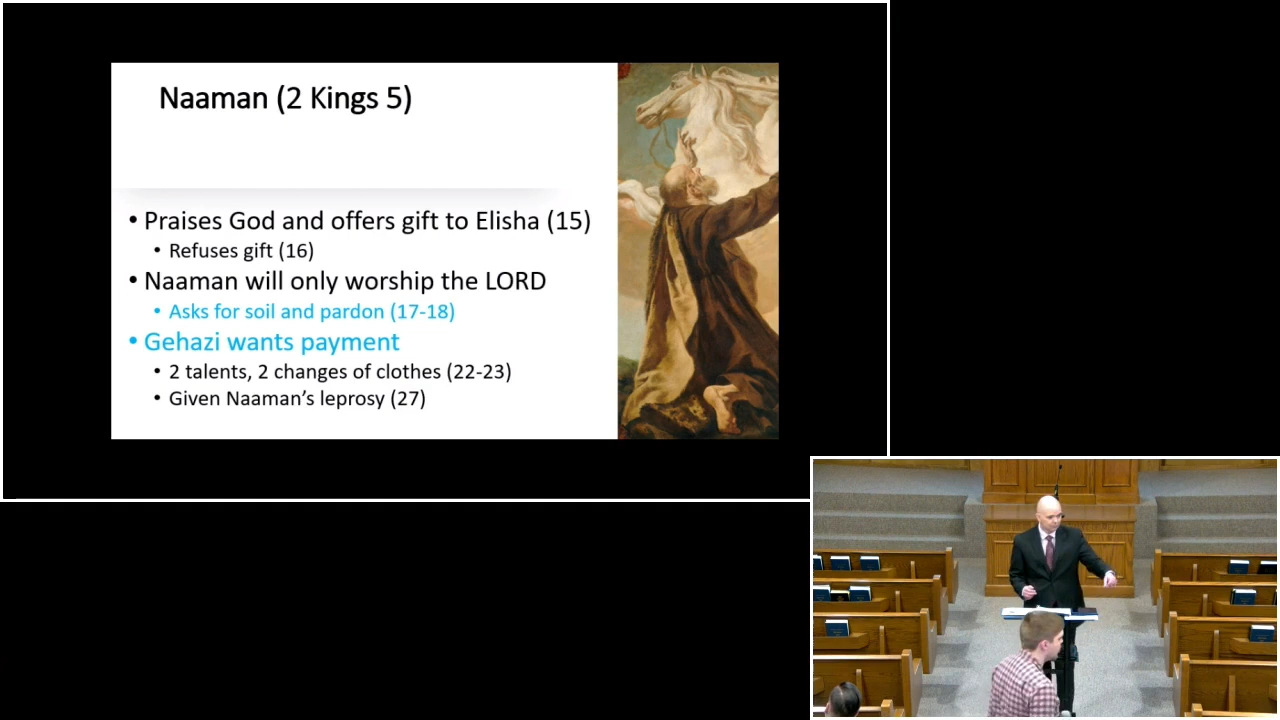 Naaman (2 Kings 5)
• Praises God and offers gift to Elisha (15)
• Refuses gift (16)
• Naaman will only worship the LORD
• Asks for soil and pardon (17-18)
• Gehazi wants payment
• 2 talents, 2 changes of clothes (22-23)
• Given Naaman’s leprosy (27)